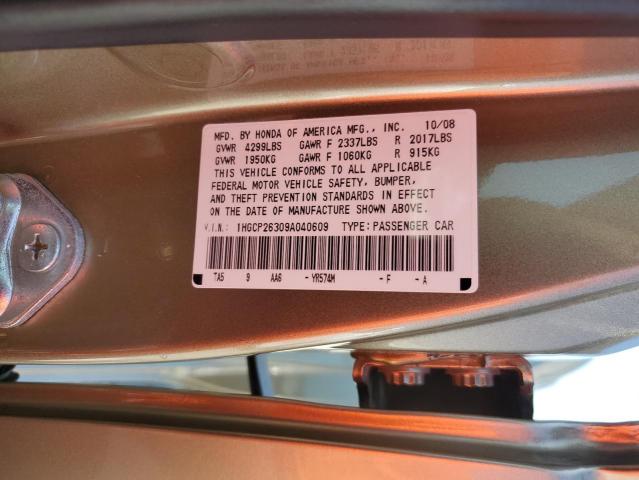 MFD. BY HONDA OF AMERICA MFG., INC. 10/08
GVWR 4299LBS GAWR F 2337LBS R 2017LBS
GVWR 1950KG GAWR F 1060KG R 915KG
THIS VEHICLE CONFORMS TO ALL APPLICABLE
FEDERAL MOTOR VEHICLE SAFETY, BUMPER,
AND THEFT PREVENTION STANDARDS IN EFFECT
ON THE DATE OF MANUFACTURE SHOWN ABOVE.
V.I.N: 1HGCP26309A040609 TYPE:PASSENGER CAR
TA5 9 AA6 -YR574M -F -A